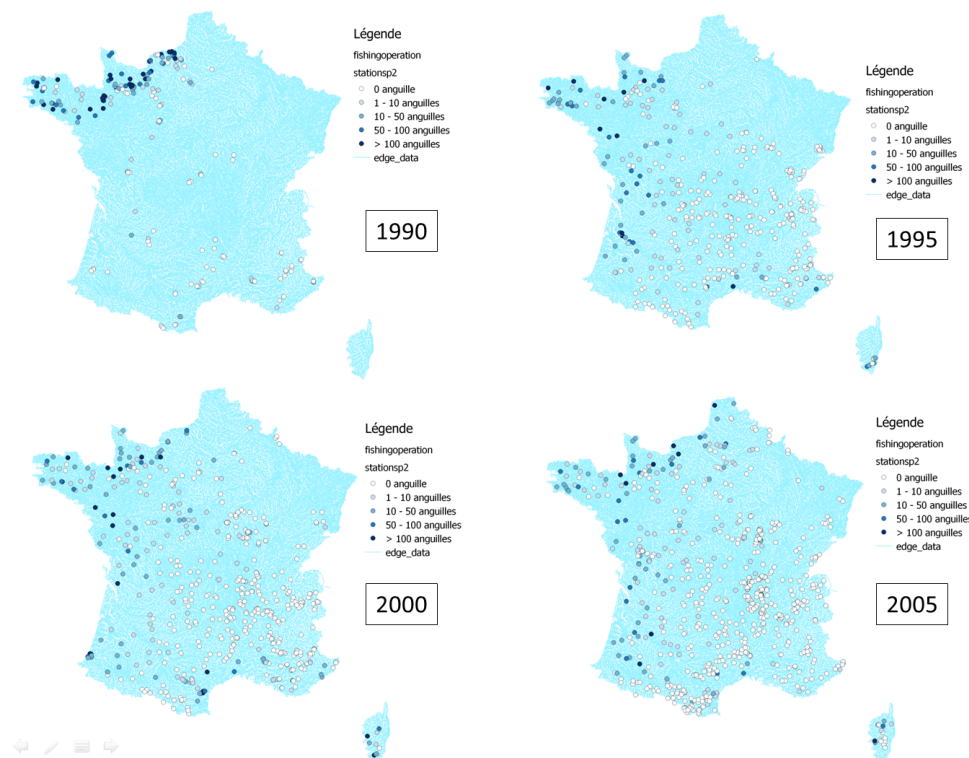 Légende
fishingoperation
stationsp2
0 anguille
1 - 10 anguilles
10 - 50 anguilles
50 - 100 anguilles
> 100 anguilles
edge_data
1990
Légende
fishingoperation
stationsp2
0 anguille
1 - 10 anguilles
10 - 50 anguilles
50 - 100 anguilles
> 100 anguilles
edge_data
1995
Légende
fishingoperation
stationsp2
0 anguille
1 - 10 anguilles
10 - 50 anguilles
50 - 100 anguilles
> 100 anguilles
edge_data
2000
Légende
fishingoperation
stationsp2
0 anguille
1 - 10 anguilles
10 - 50 anguilles
50 - 100 anguilles
> 100 anguilles
edge_data
2005